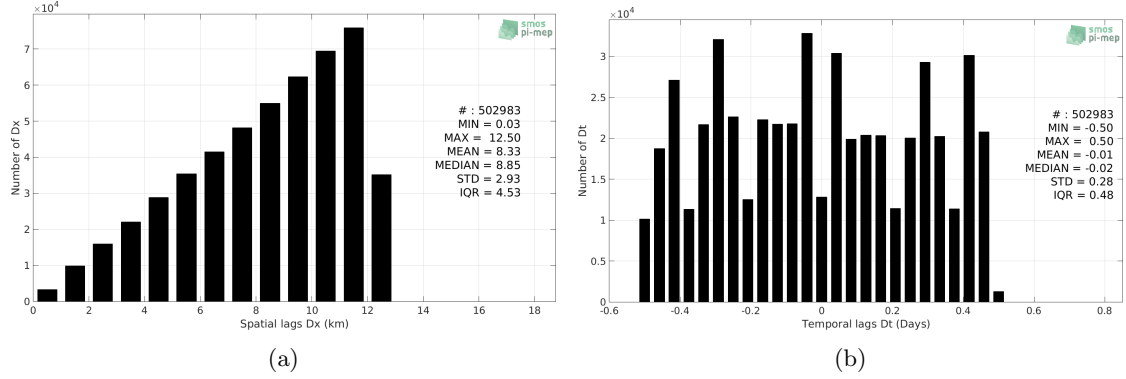 ×10⁴
smos
pi-mep
7
6
5
4
3
2
1
0
Number of Dx
# : 502983
MIN = 0.03
MAX = 12.50
MEAN = 8.33
MEDIAN = 8.85
STD = 2.93
IQR = 4.53
0 2 4 6 8 10 12 14 16 18
Spatial lags Dx (km)
(a)
×10⁴
smos
pi-mep
3
2.5
2
1.5
1
0.5
0
Number of Dt
# : 502983
MIN = -0.50
MAX = 0.50
MEAN = -0.01
MEDIAN = -0.02
STD = 0.28
IQR = 0.48
-0.6 -0.4 -0.2 0 0.2 0.4 0.6 0.8
Temporal lags Dt (Days)
(b)